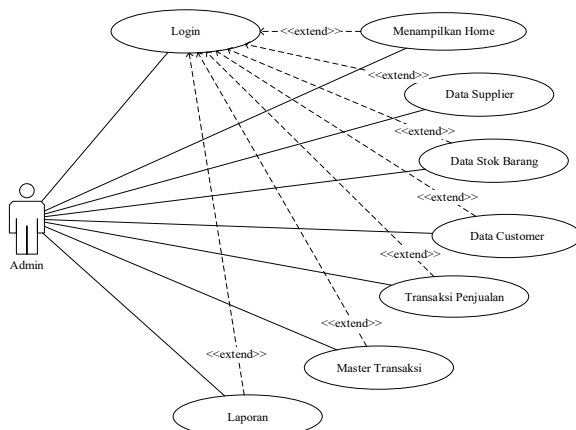 Login
<<extend>>
Menampilkan Home
<<extend>>
Data Supplier
<<extend>>
Data Stok Barang
<<extend>>
Data Customer
Admin
<<extend>>
Transaksi Penjualan
<<extend>>
<<extend>>
Master Transaksi
Laporan